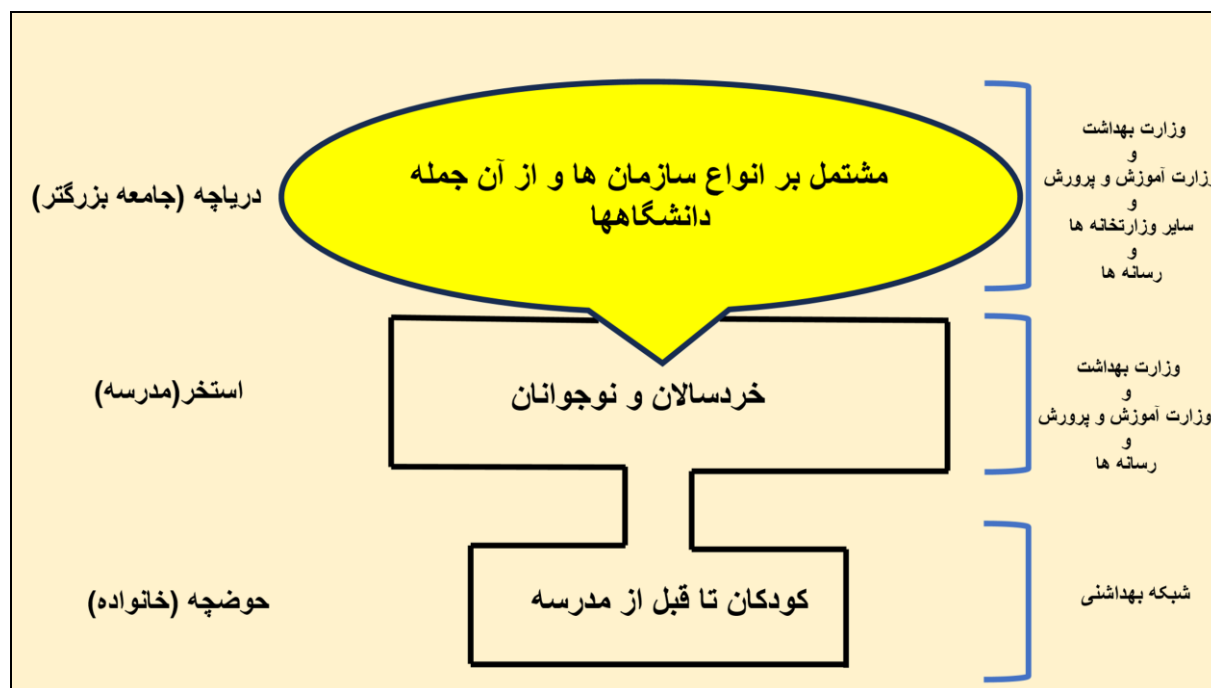 وزارت بهداشت
و
وزارت آموزش و پرورش
و
سایر وزارتخانه ها
و
رسانه ها
مشتمل بر انواع سازمان ها و از آن جمله
دانشگاهها
دریاچه (جامعه بزرگتر)
وزارت بهداشت
و
وزارت آموزش و پرورش
و
رسانه ها
خردسالان و نوجوانان
استخر(مدرسه)
شبکه بهداشتی
کودکان تا قبل از مدرسه
حوضچه (خانواده)